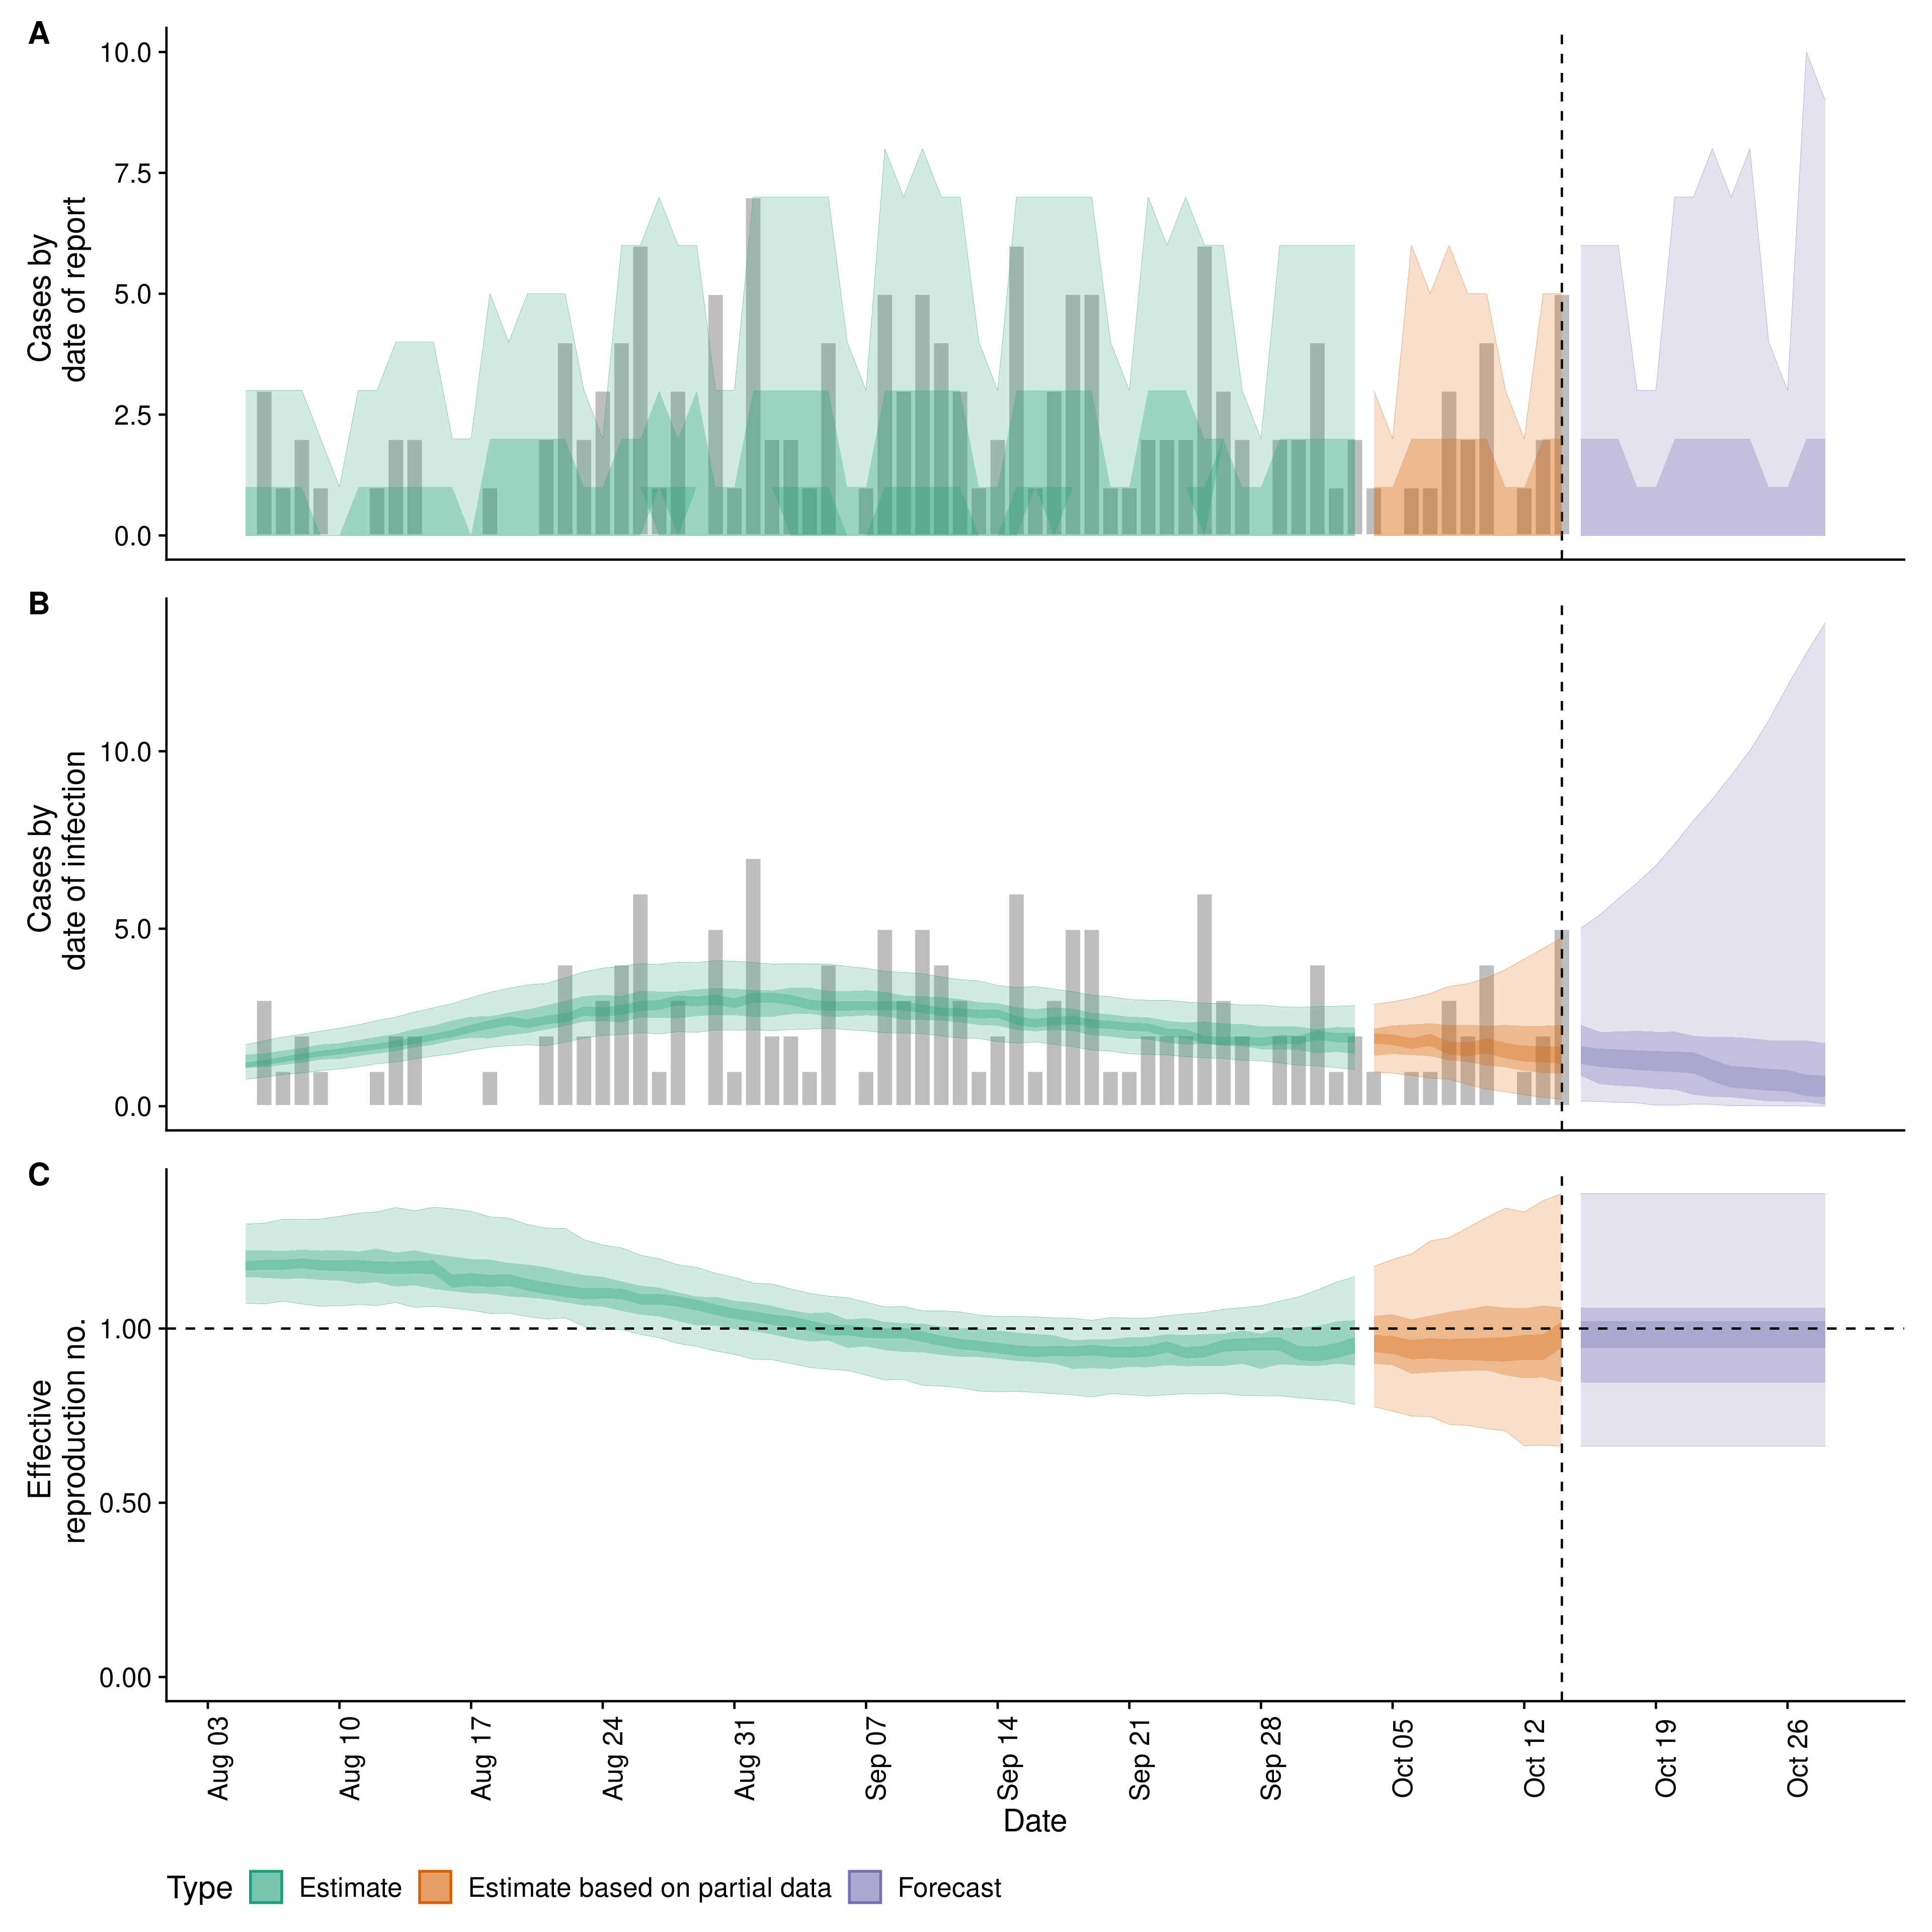 A
Cases by
date of report
10.0
7.5
5.0
2.5
0.0
B
Cases by
date of infection
10.0
5.0
0.0
C
Effective
reproduction no.
1.00
0.50
0.00
Aug 03
Aug 10
Aug 17
Aug 24
Aug 31
Sep 07
Sep 14
Sep 21
Sep 28
Oct 05
Oct 12
Oct 19
Oct 26
Date
Type Estimate Estimate based on partial data Forecast